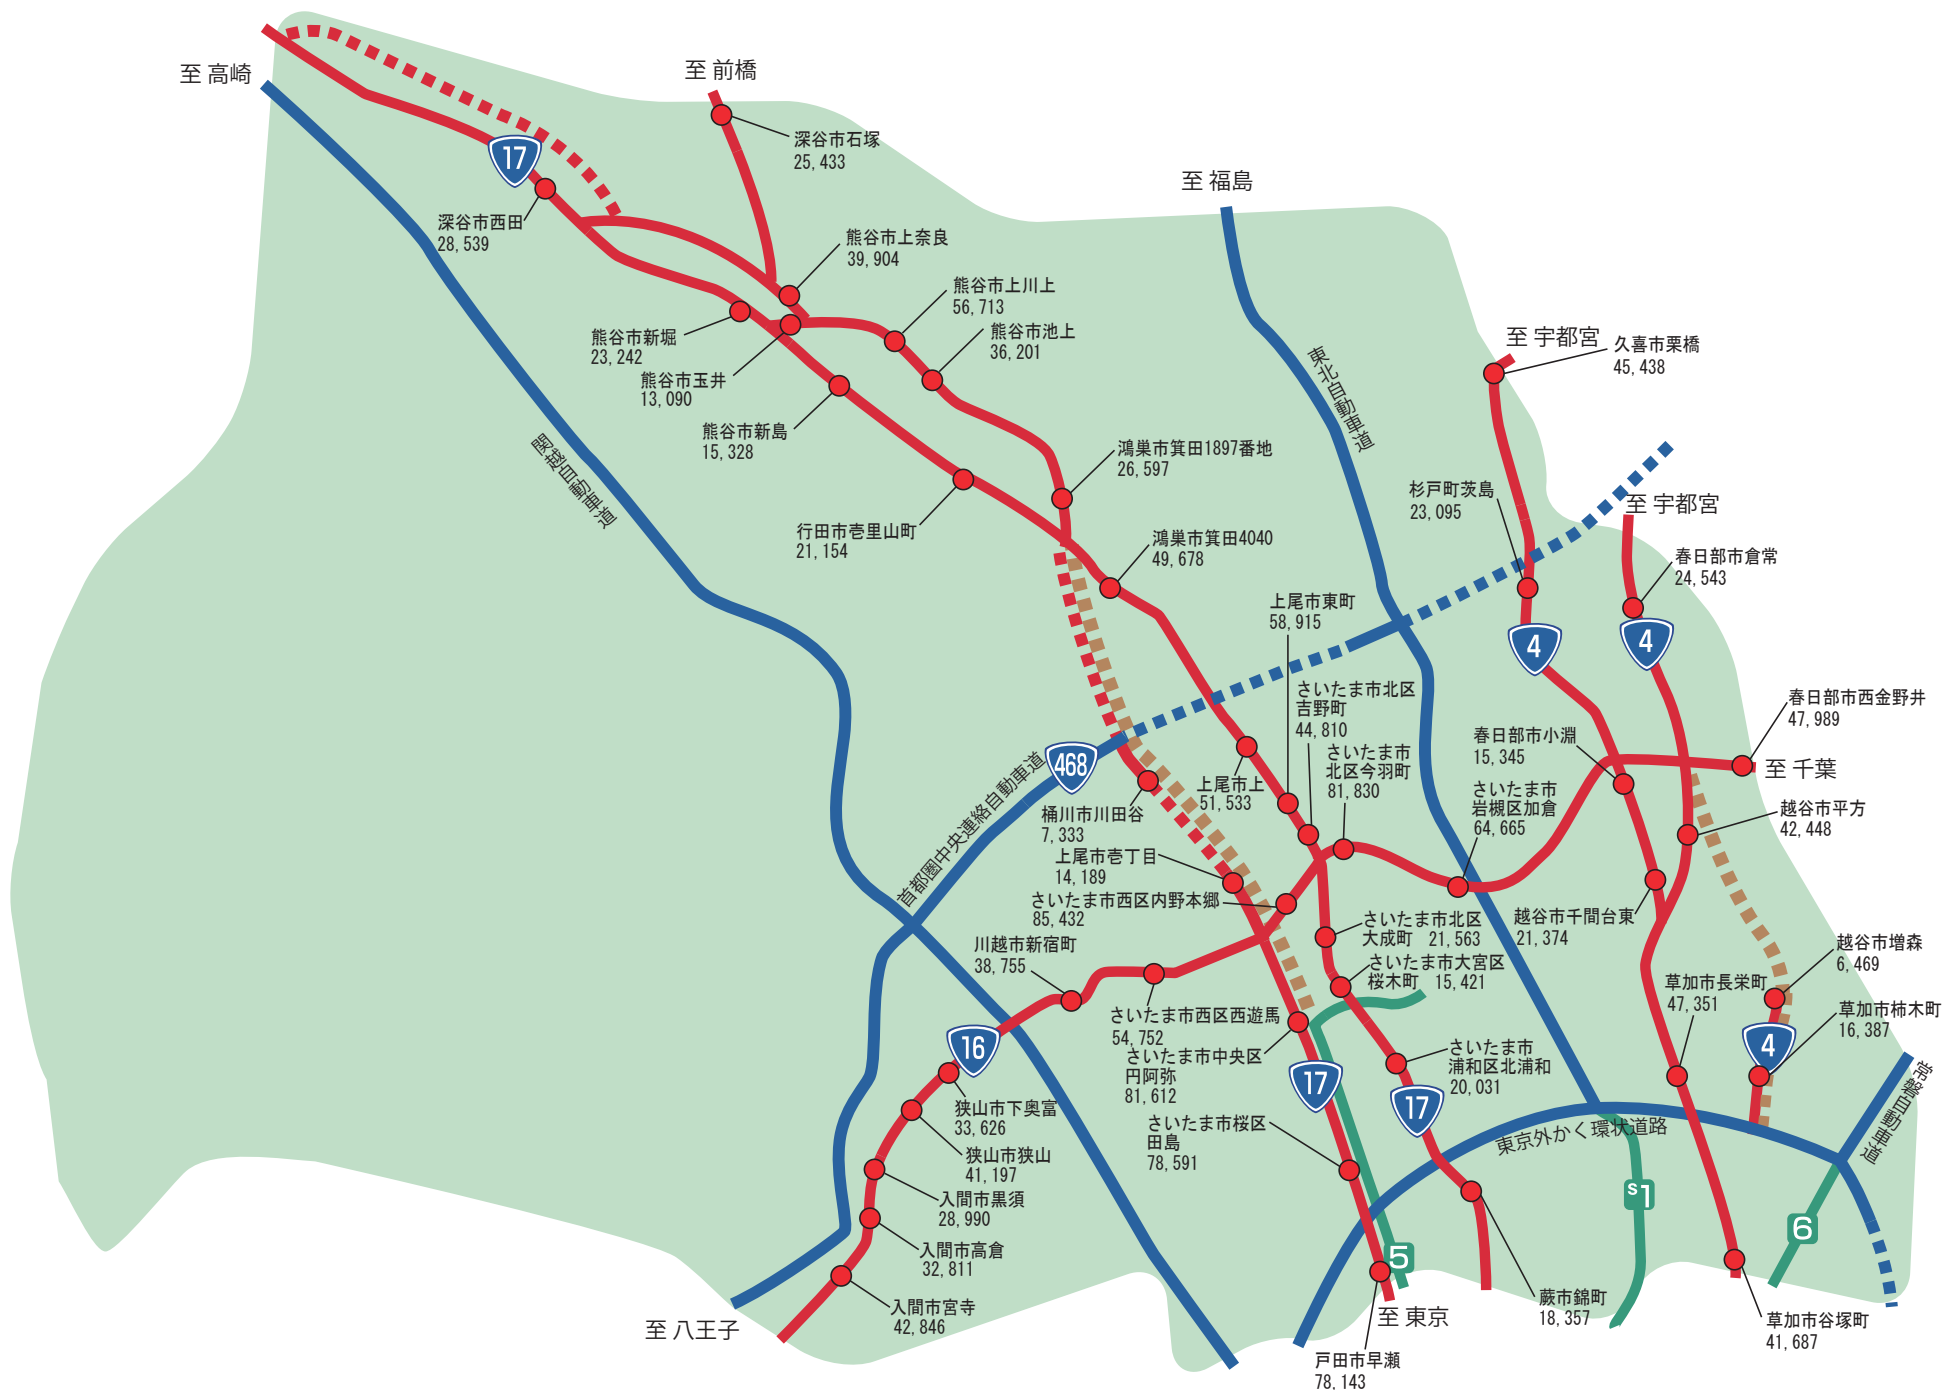 至 高崎
至 前橋
深谷市石塚
25,433
17
至 福島
深谷市西田
28,539
熊谷市上奈良
39,904
熊谷市上川上
56,713
熊谷市池上
36,201
熊谷市新堀
23,242
熊谷市玉井
13,090
熊谷市新島
15,328
至 宇都宮
久喜市栗橋
45,438
東北自動車道
関越自動車道
鴻巣市箕田1897番地
26,597
行田市壱里山町
21,154
鴻巣市箕田4040
49,678
杉戸町茨島
23,095
至 宇都宮
春日部市倉常
24,543
上尾市東町
58,915
4
4
さいたま市北区
吉野町
44,810
さいたま市
北区今羽町
81,830
春日部市小淵
15,345
春日部市西金野井
47,989
至 千葉
468
首都圏中央連絡自動車道
上尾市上
51,533
さいたま市
岩槻区加倉
64,665
桶川市川田谷
7,333
越谷市平方
42,448
上尾市壱丁目
14,189
さいたま市西区内野本郷
85,432
さいたま市北区
大成町 21,563
越谷市千間台東
21,374
川越市新宿町
38,755
さいたま市大宮区
桜木町 15,421
越谷市増森
6,469
草加市長栄町
47,351
草加市柿木町
16,387
さいたま市西区西遊馬
54,752
16
さいたま市中央区
円阿弥
81,612
さいたま市
浦和区北浦和
20,031
4
17
17
狭山市下奥富
33,626
狭山市狭山
41,197
さいたま市桜区
田島
78,591
東京外かく環状道路
常磐自動車道
入間市黒須
28,990
S1
6
入間市高倉
32,811
5
入間市宮寺
42,846
至 八王子
至 東京
蕨市錦町
18,357
草加市谷塚町
41,687
戸田市早瀬
78,143